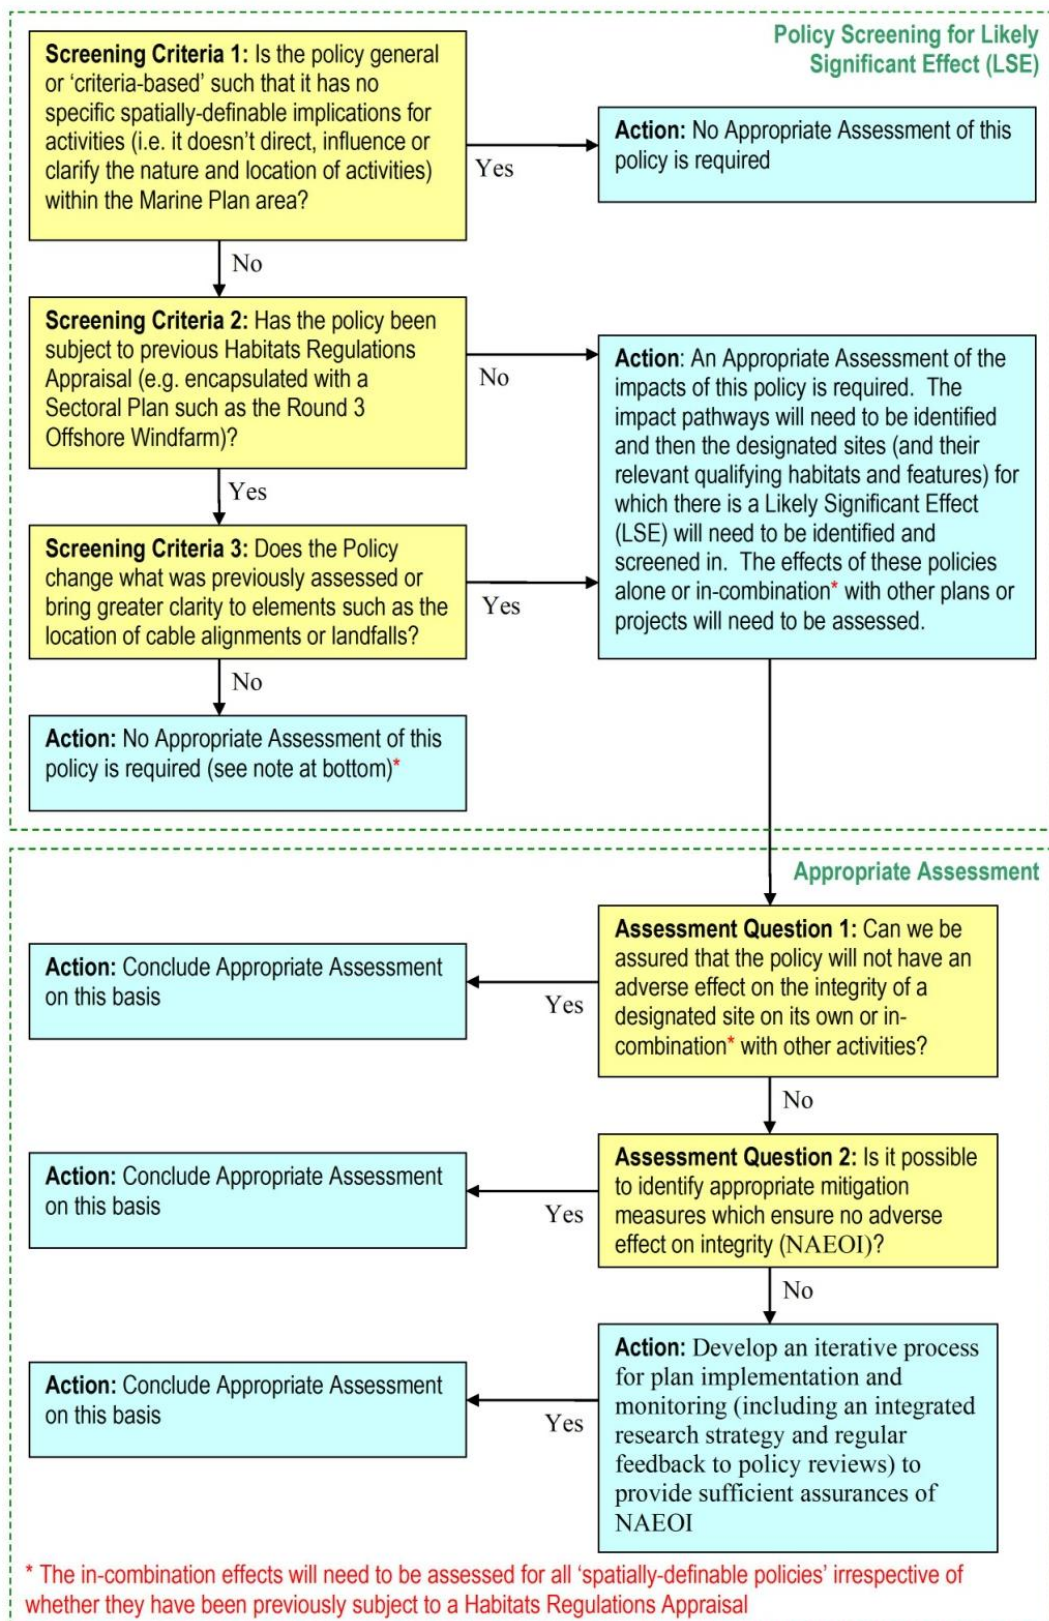 Policy Screening for Likely
Significant Effect (LSE)
Screening Criteria 1: Is the policy general
or ‘criteria-based’ such that it has no
specific spatially-definable implications for
activities (i.e. it doesn’t direct, influence or
clarify the nature and location of activities)
within the Marine Plan area?
Yes
Action: No Appropriate Assessment of this
policy is required
No
Screening Criteria 2: Has the policy been
subject to previous Habitats Regulations
Appraisal (e.g. encapsulated with a
Sectoral Plan such as the Round 3
Offshore Windfarm)?
No
Action: An Appropriate Assessment of the
impacts of this policy is required. The
impact pathways will need to be identified
and then the designated sites (and their
relevant qualifying habitats and features) for
which there is a Likely Significant Effect
(LSE) will need to be identified and
screened in. The effects of these policies
alone or in-combination* with other plans or
projects will need to be assessed.
Yes
Screening Criteria 3: Does the Policy
change what was previously assessed or
bring greater clarity to elements such as the
location of cable alignments or landfalls?
Yes
No
Action: No Appropriate Assessment of this
policy is required (see note at bottom)*
Appropriate Assessment
Assessment Question 1: Can we be
assured that the policy will not have an
adverse effect on the integrity of a
designated site on its own or in-
combination* with other activities?
Yes
Action: Conclude Appropriate Assessment
on this basis
No
Assessment Question 2: Is it possible
to identify appropriate mitigation
measures which ensure no adverse
effect on integrity (NAEOI)?
Yes
Action: Conclude Appropriate Assessment
on this basis
No
Action: Develop an iterative process
for plan implementation and
monitoring (including an integrated
research strategy and regular
feedback to policy reviews) to
provide sufficient assurances of
NAEOI
Yes
Action: Conclude Appropriate Assessment
on this basis
* The in-combination effects will need to be assessed for all ‘spatially-definable policies’ irrespective of
whether they have been previously subject to a Habitats Regulations Appraisal